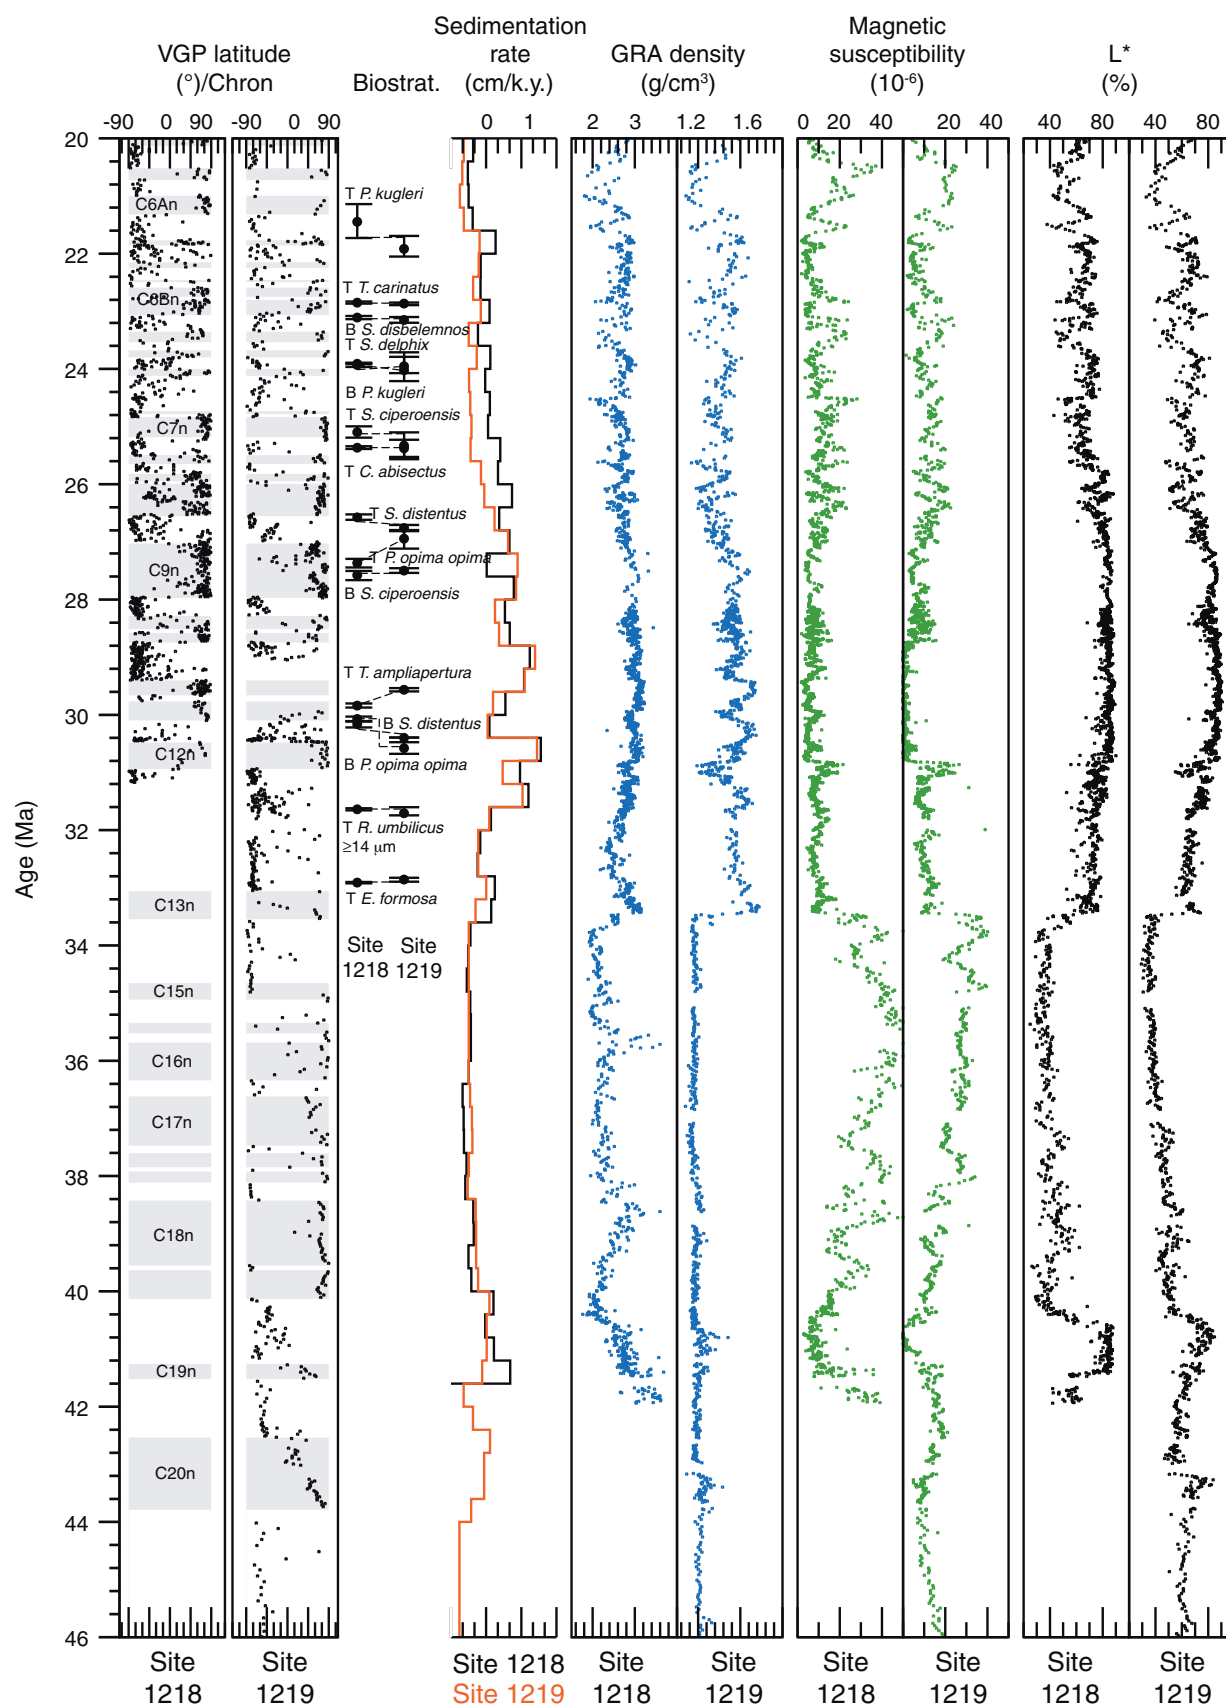 VGP latitude
(°)/Chron
Biostrat.
Sedimentation
rate
(cm/k.y.)
GRA density
(g/cm³)
Magnetic
susceptibility
(10⁻⁶)
L*
(%)
-90 0 90 -90 0 90
0 1
2 3 1.2 1.6
0 20 40 20 40
40 80 40 80
20
22
24
26
28
30
32
34
36
38
40
42
44
46
Age (Ma)
C6An
C6Bn
C7n
C9n
C12n
C13n
C15n
C16n
C17n
C18n
C19n
C20n
T P. kugleri
T T. carinatus
B S. disbelemnos
T S. delphix
B P. kugleri
T S. ciperoensis
T C. abisectus
T S. distentus
T P. opima opima
B S. ciperoensis
T T. ampliapertura
B S. distentus
B P. opima opima
T R. umbilicus
≥14 μm
T E. formosa
Site Site
1218 1219
Site
1218
Site
1219
Site 1218
Site 1219
Site
1218
Site
1219
Site
1218
Site
1219
Site
1218
Site
1219